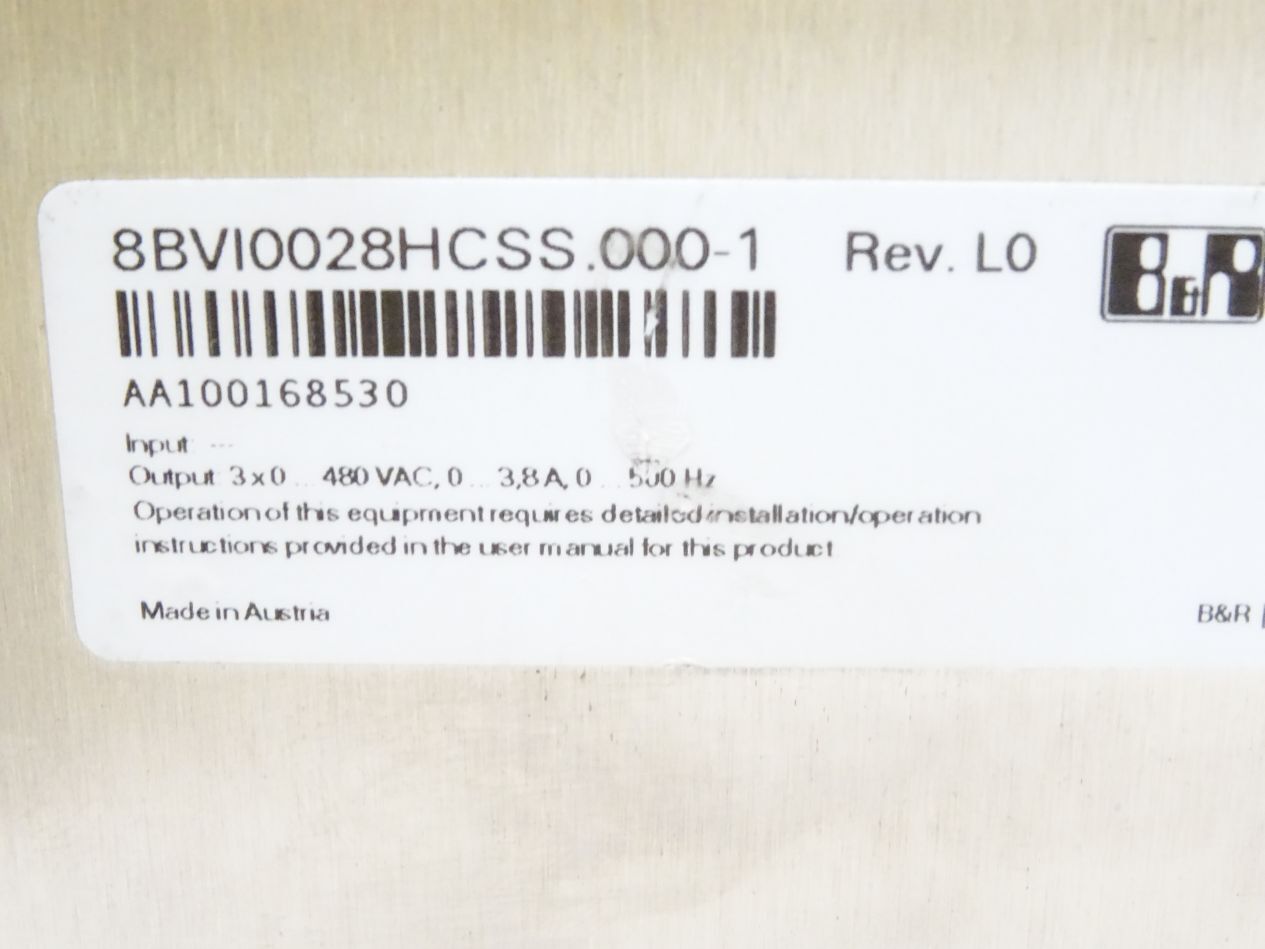 8BVI0028HCSS.000-1 Rev. L0 B&R
AA100168530
Input: ---
Output: 3 x 0 ... 480 VAC, 0 ... 3,8 A, 0 ... 500 Hz
Operation of this equipment requires detailed installation/operation
instructions provided in the user manual for this product
Made in Austria B&R